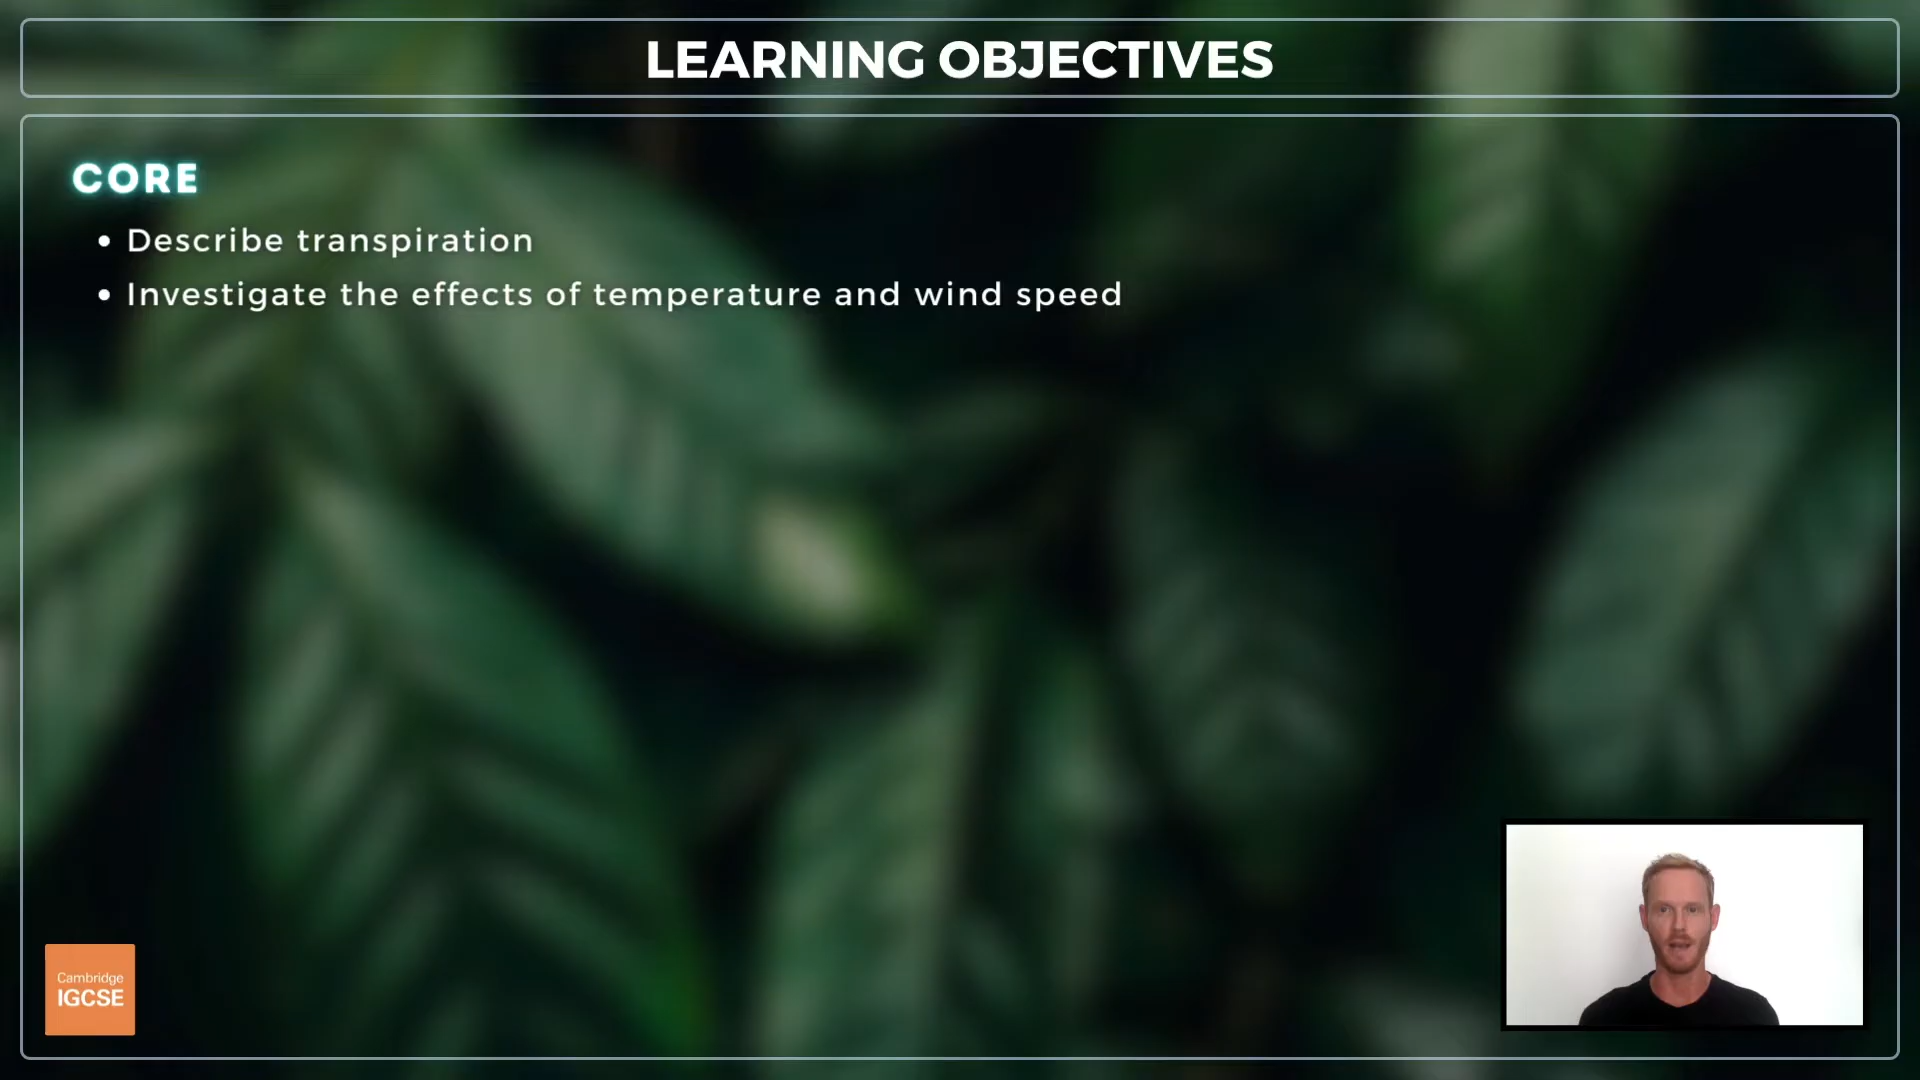 LEARNING OBJECTIVES
CORE
• Describe transpiration
• Investigate the effects of temperature and wind speed
Cambridge
IGCSE